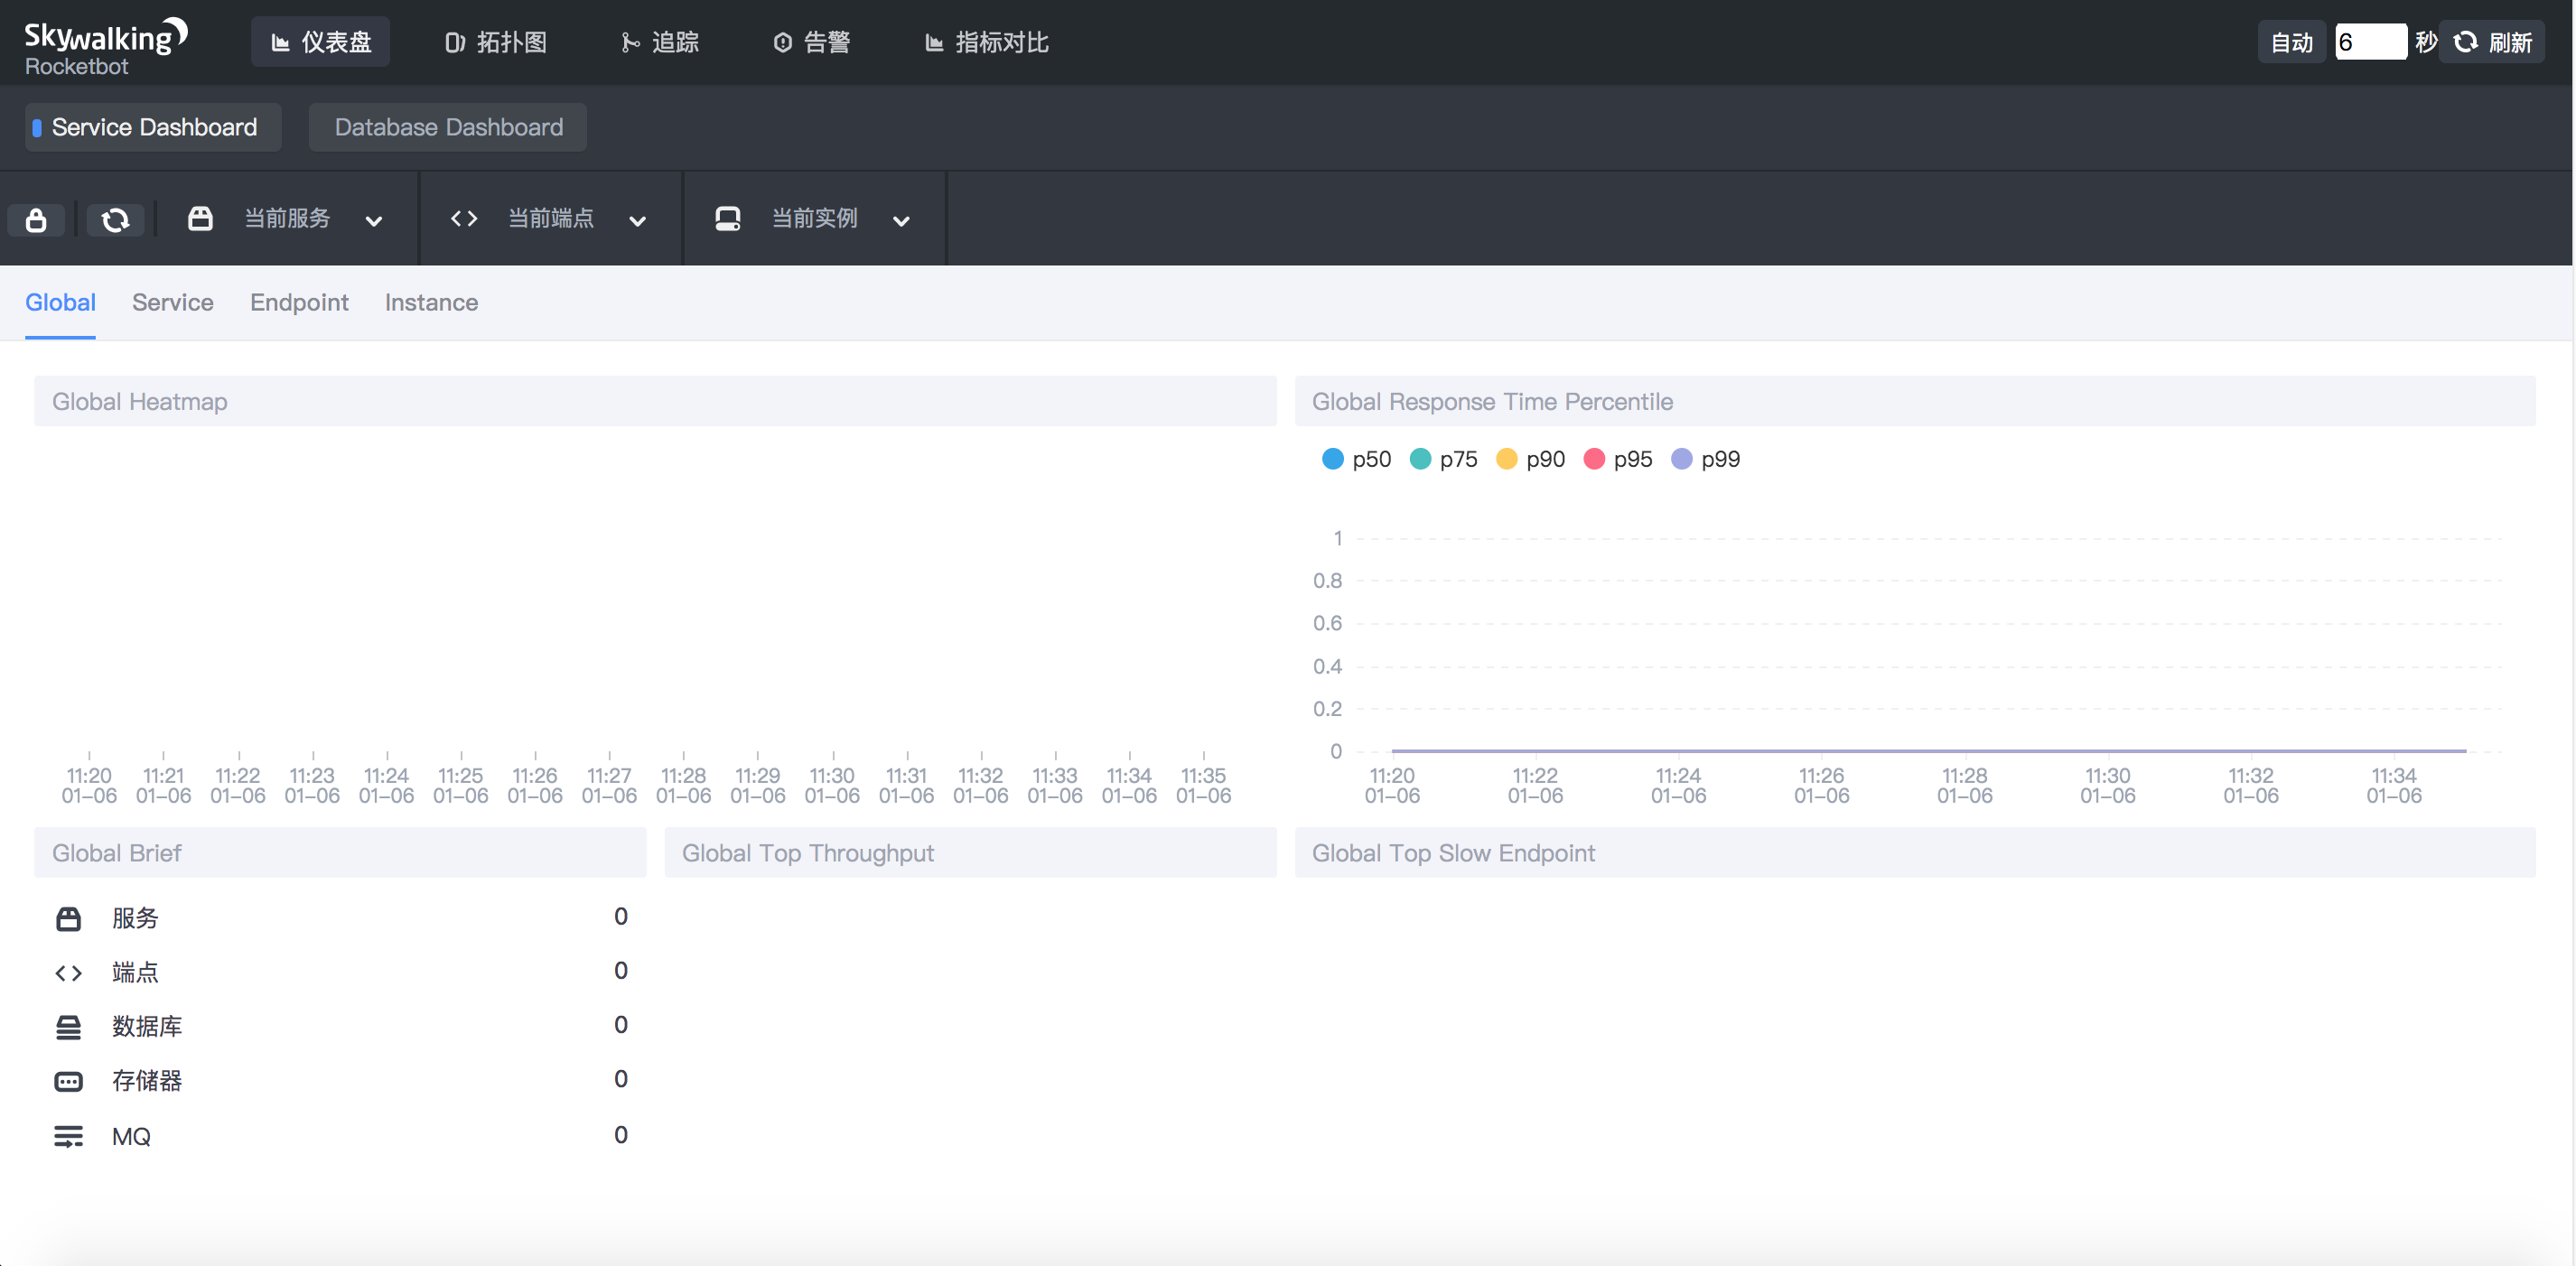 Skywalking
Rocketbot
仪表盘
拓扑图
追踪
告警
指标对比
自动 6 秒 刷新
Service Dashboard
Database Dashboard
当前服务
当前端点
当前实例
Global Service Endpoint Instance
Global Heatmap
11:20 11:21 11:22 11:23 11:24 11:25 11:26 11:27 11:28 11:29 11:30 11:31 11:32 11:33 11:34 11:35
01-06 01-06 01-06 01-06 01-06 01-06 01-06 01-06 01-06 01-06 01-06 01-06 01-06 01-06 01-06 01-06
Global Response Time Percentile
p50 p75 p90 p95 p99
1
0.8
0.6
0.4
0.2
0
11:20 11:22 11:24 11:26 11:28 11:30 11:32 11:34
01-06 01-06 01-06 01-06 01-06 01-06 01-06 01-06
Global Brief
服务 0
端点 0
数据库 0
存储器 0
MQ 0
Global Top Throughput
Global Top Slow Endpoint